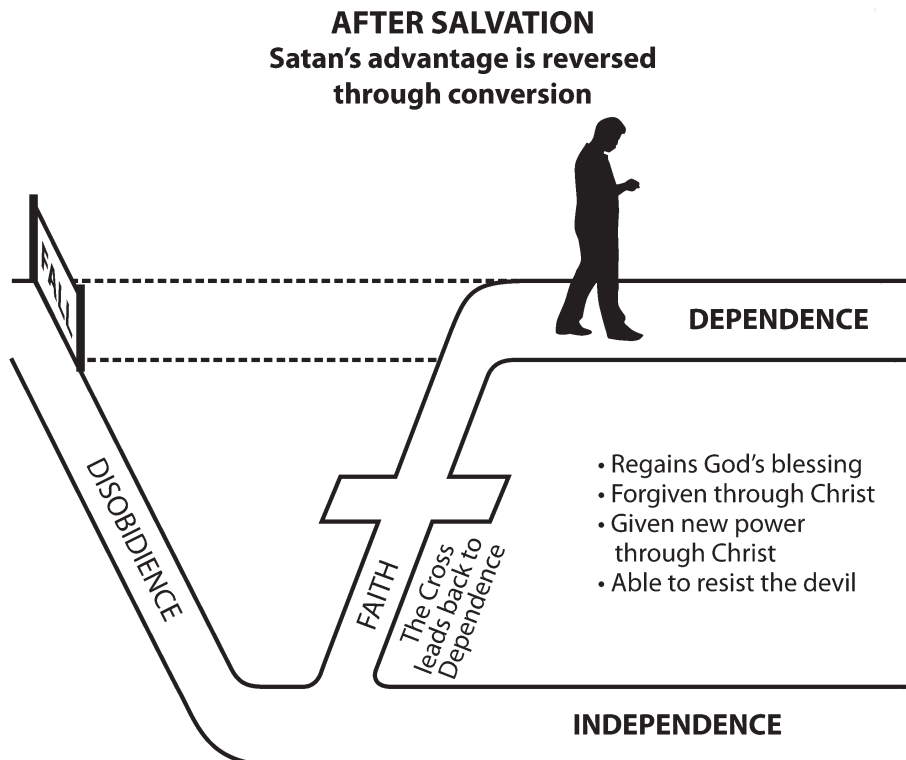 AFTER SALVATION
Satan’s advantage is reversed
through conversion
FALL
DEPENDENCE
DISOBIDIENCE
FAITH
The Cross
leads back to
Dependence
• Regains God’s blessing
• Forgiven through Christ
• Given new power
through Christ
• Able to resist the devil
INDEPENDENCE